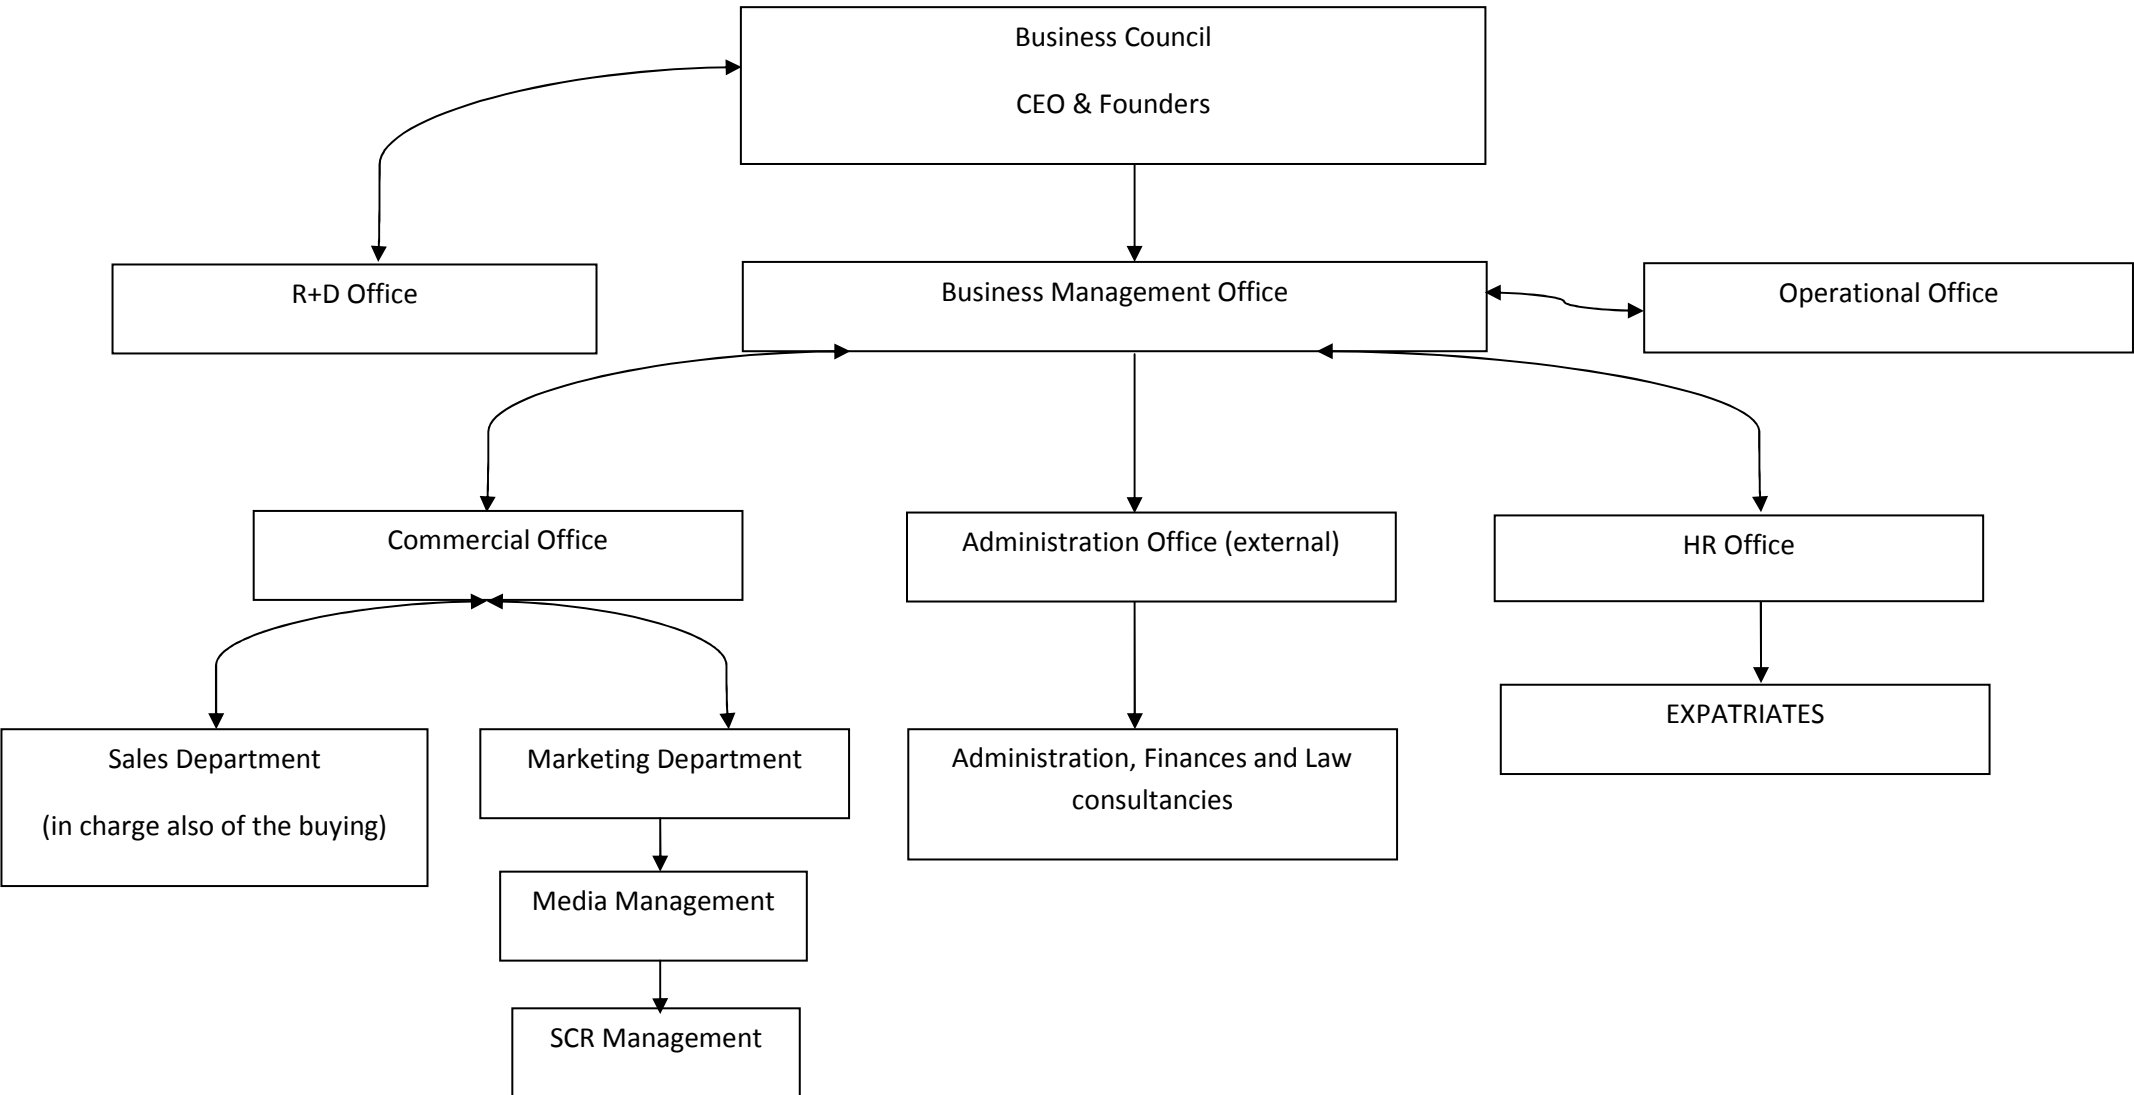 Business Council
CEO & Founders
R+D Office
Business Management Office
Operational Office
Commercial Office
Administration Office (external)
HR Office
Sales Department
(in charge also of the buying)
Marketing Department
Administration, Finances and Law
consultancies
EXPATRIATES
Media Management
SCR Management